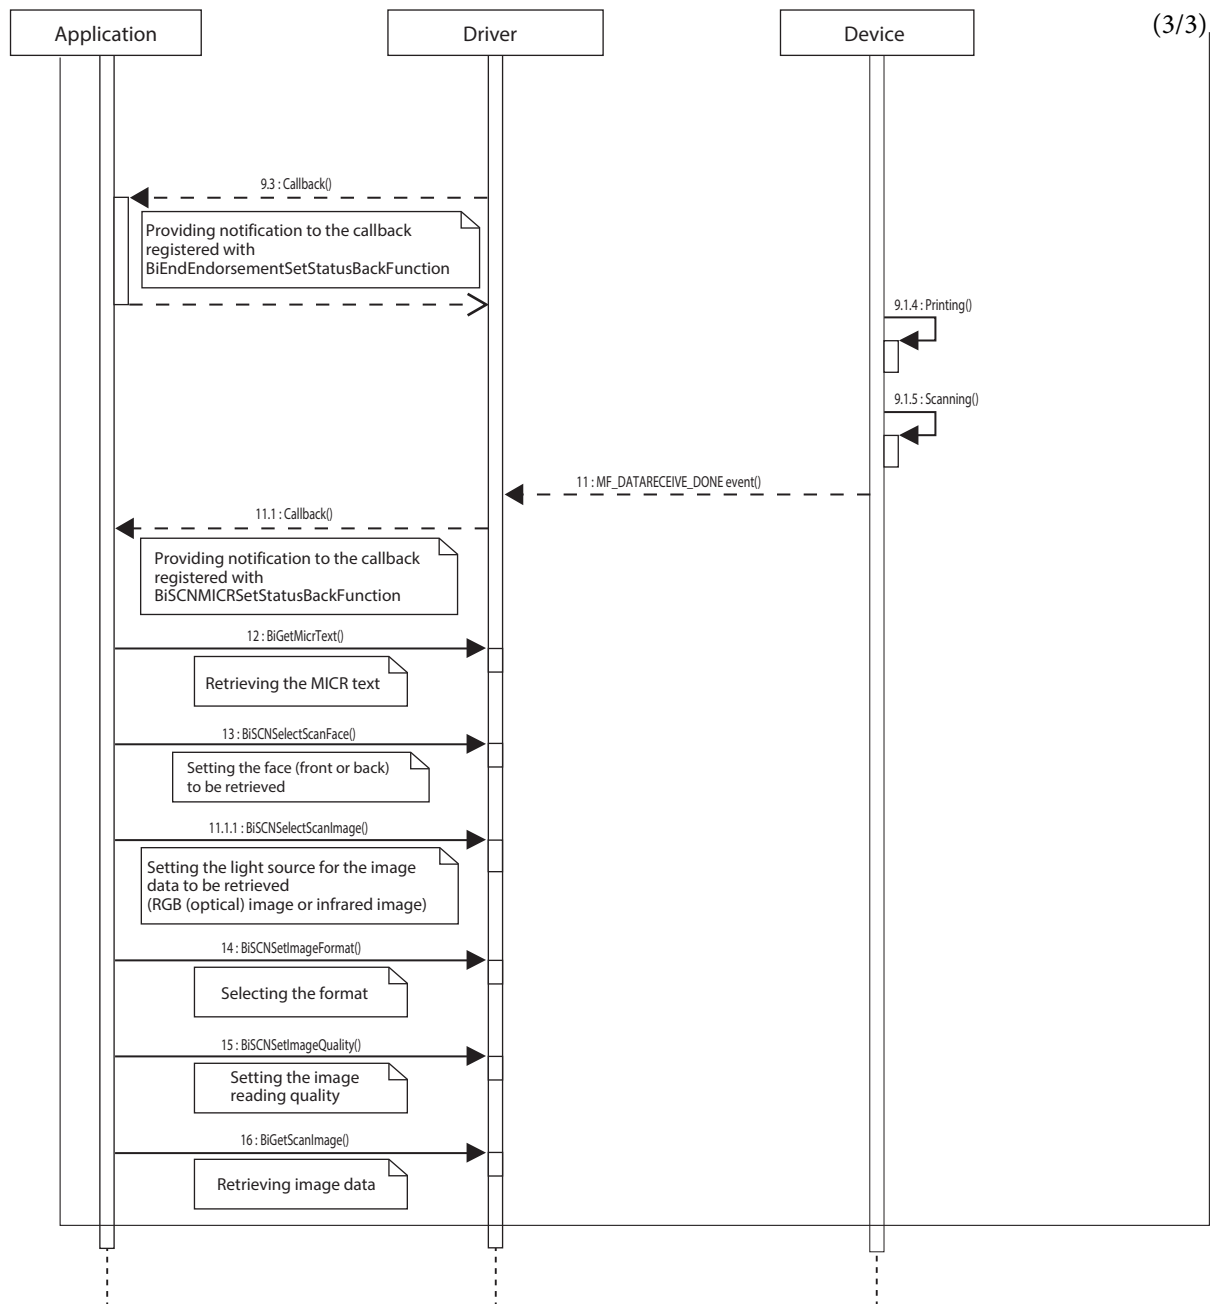 (3/3)
Application
Driver
Device
9.3 : Callback()
Providing notification to the callback
registered with
BiEndEndorsementSetStatusBackFunction
9.1.4 : Printing()
9.1.5 : Scanning()
11 : MF_DATARECEIVE_DONE event()
11.1 : Callback()
Providing notification to the callback
registered with
BiSCNMICRSetStatusBackFunction
12 : BiGetMicrText()
Retrieving the MICR text
13 : BiSCNSelectScanFace()
Setting the face (front or back)
to be retrieved
11.1.1 : BiSCNSelectScanImage()
Setting the light source for the image
data to be retrieved
(RGB (optical) image or infrared image)
14 : BiSCNSetImageFormat()
Selecting the format
15 : BiSCNSetImageQuality()
Setting the image
reading quality
16 : BiGetScanImage()
Retrieving image data